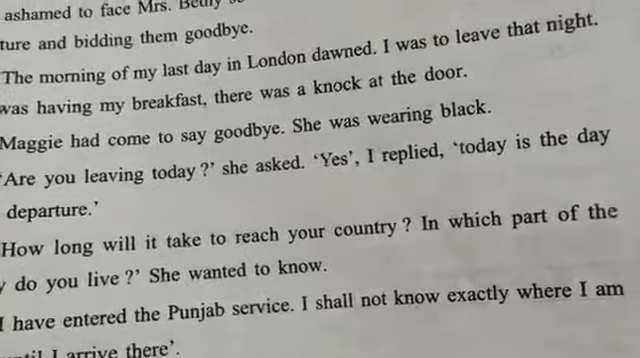 ashamed to face Mrs.
ture and bidding them goodbye.
The morning of my last day in London dawned. I was to leave that night.
was having my breakfast, there was a knock at the door.
Maggie had come to say goodbye. She was wearing black.
'Are you leaving today ?' she asked. 'Yes', I replied, 'today is the day
departure.'
How long will it take to reach your country ? In which part of the
y do you live ?' She wanted to know.
I have entered the Punjab service. I shall not know exactly where I am
I arrive there'.